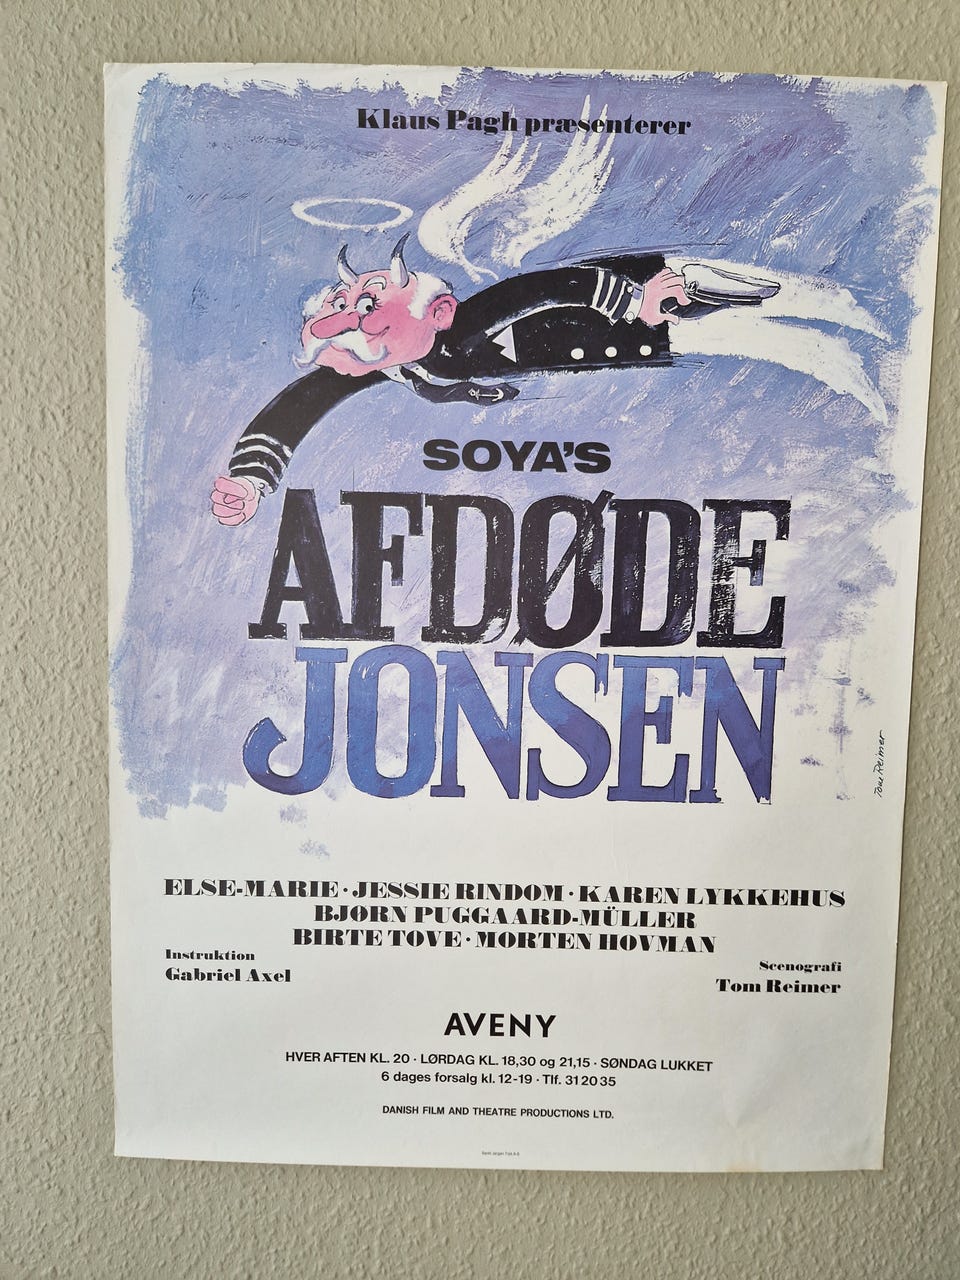 Klaus Pagh præsenterer
SOYA'S
AFDØDE
JONSEN
Tom Reimer
ELSE-MARIE · JESSIE RINDOM · KAREN LYKKEHUS
BJØRN PUGGAARD-MÜLLER
BIRTE TOVE · MORTEN HOVMAN
Instruktion
Gabriel Axel
Scenografi
Tom Reimer
AVENY
HVER AFTEN KL. 20 · LØRDAG KL. 18,30 og 21,15 · SØNDAG LUKKET
6 dages forsalg kl. 12-19 · Tlf. 31 20 35
DANISH FILM AND THEATRE PRODUCTIONS LTD.